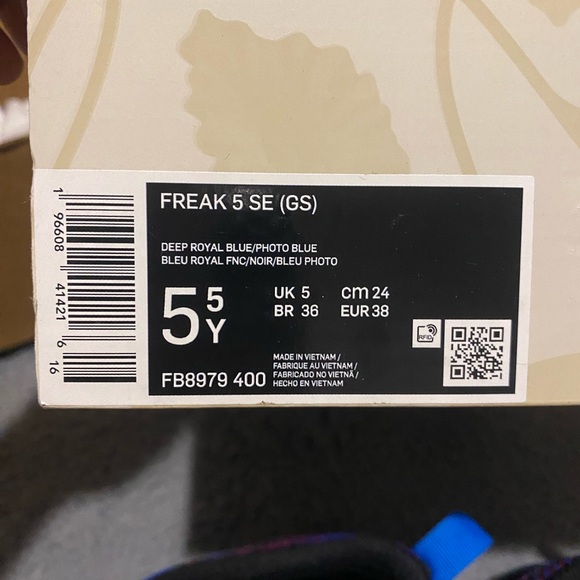 FREAK 5 SE (GS)
DEEP ROYAL BLUE/PHOTO BLUE
BLEU ROYAL FNC/NOIR/BLEU PHOTO
5 5 Y
UK 5 cm 24
BR 36 EUR 38
RFID
FB8979 400
MADE IN VIETNAM /
FABRIQUE AU VIETNAM /
FABRICADO NO VIETNÃ /
HECHO EN VIETNAM
1 96608 41421 6
16